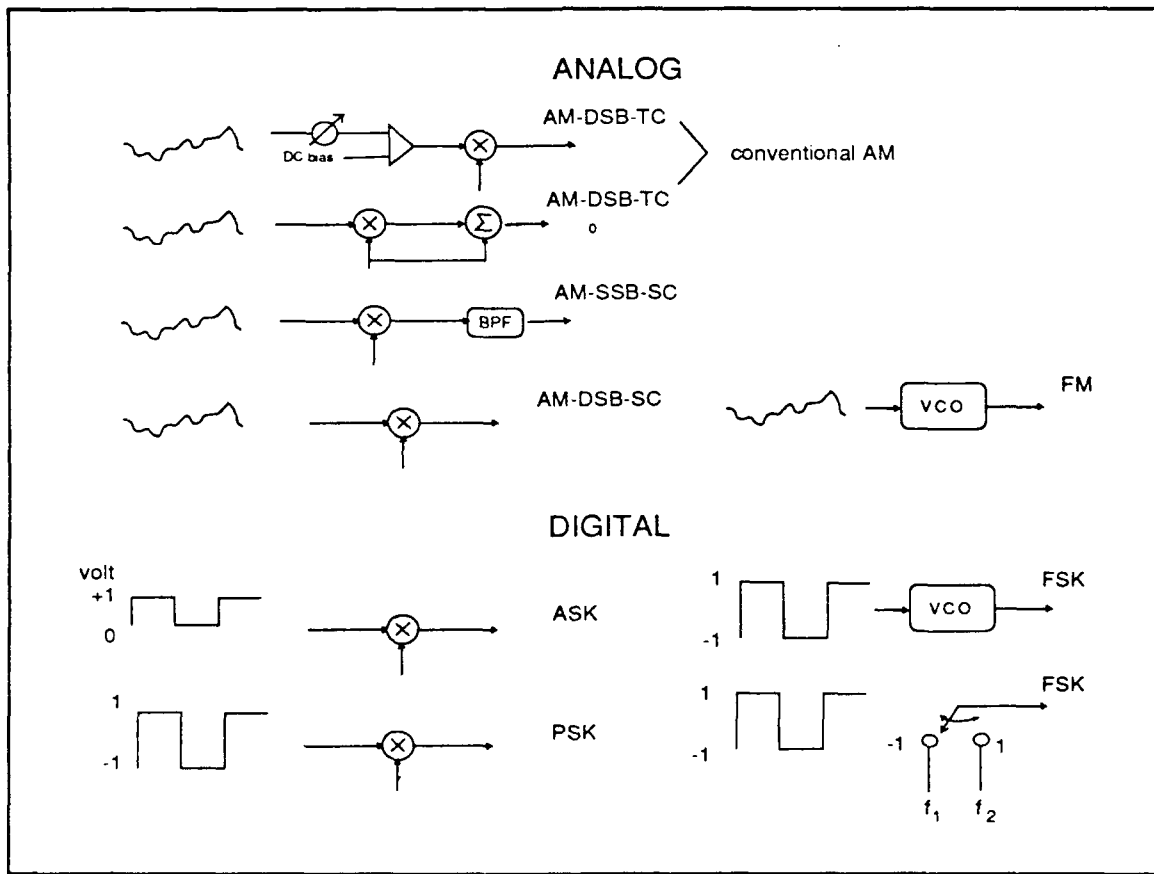 ANALOG
AM-DSB-TC
DC bias
×
conventional AM
AM-DSB-TC
× Σ
o
AM-SSB-SC
× BPF
AM-DSB-SC
×
FM
VCO
DIGITAL
volt
+1
0
×
ASK
1
-1
VCO
FSK
1
-1
×
PSK
1
-1
FSK
-1 1
f₁ f₂